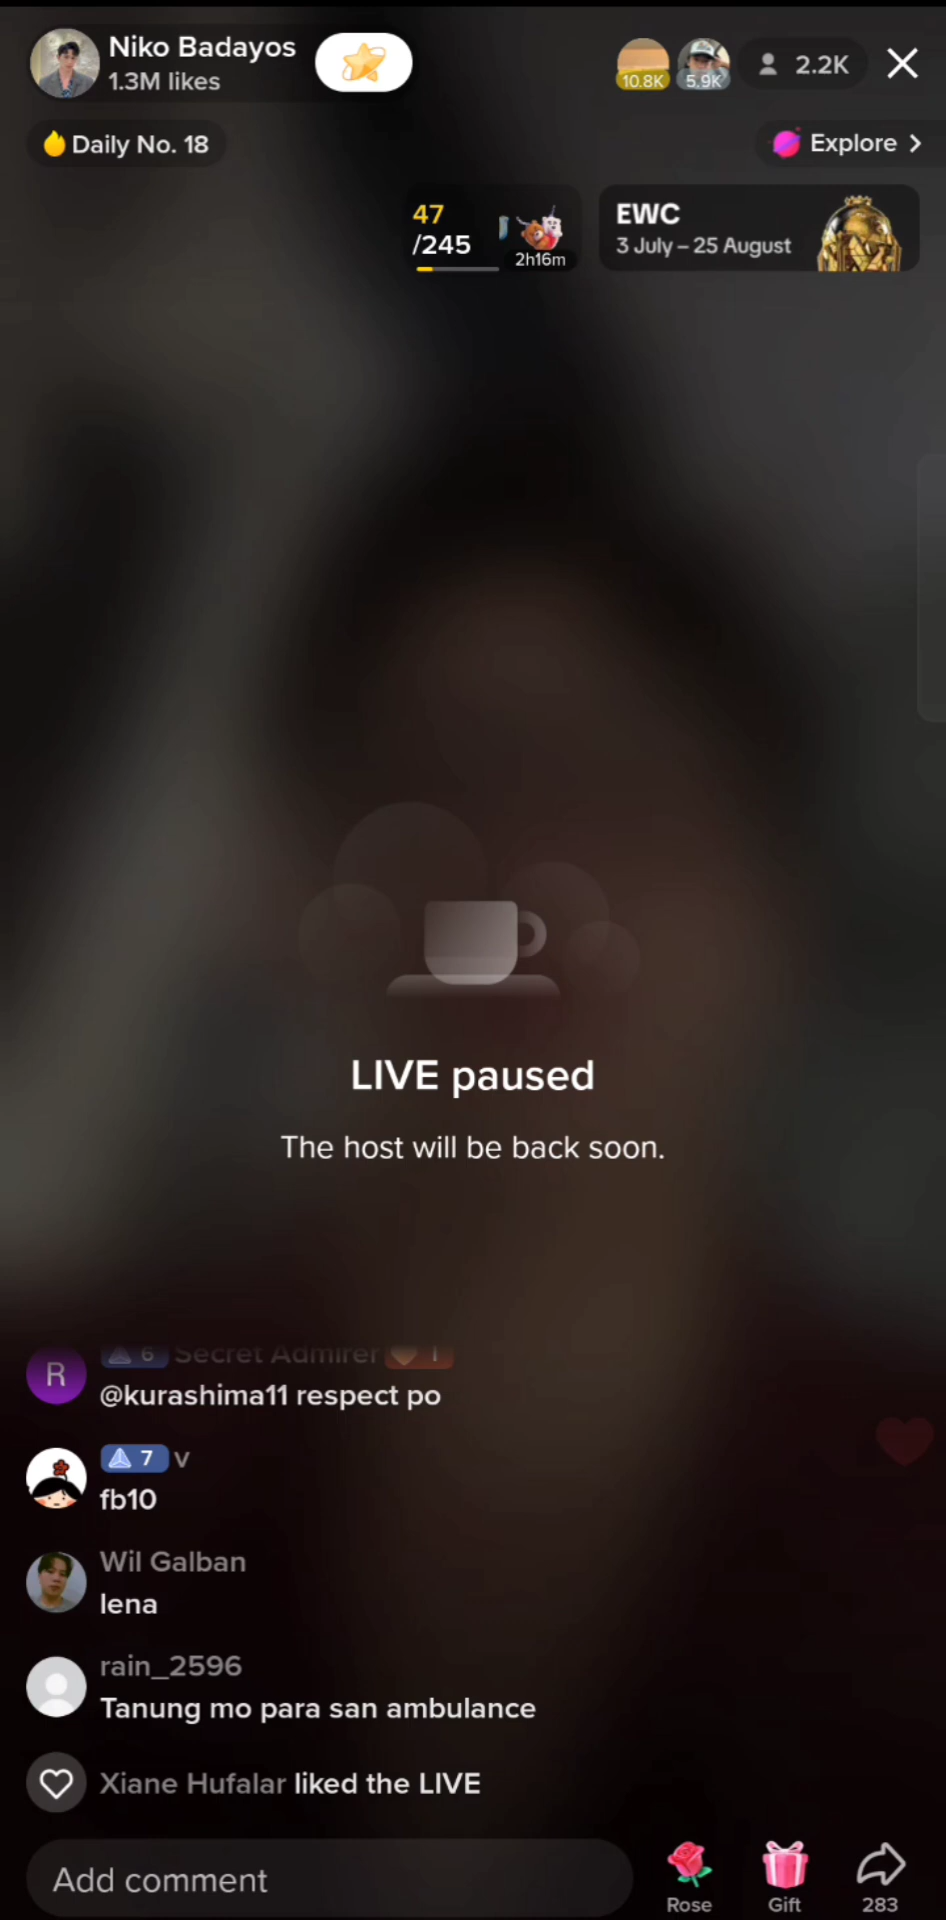 Niko Badayos
1.3M likes
10.8K
5.9K
2.2K
Daily No. 18
Explore
47
/245
2h16m
EWC
3 July – 25 August
LIVE paused
The host will be back soon.
R
6 Secret Admirer 1
@kurashima11 respect po
7 v
fb10
Wil Galban
lena
rain_2596
Tanung mo para san ambulance
Xiane Hufalar liked the LIVE
Add comment
Rose
Gift
283